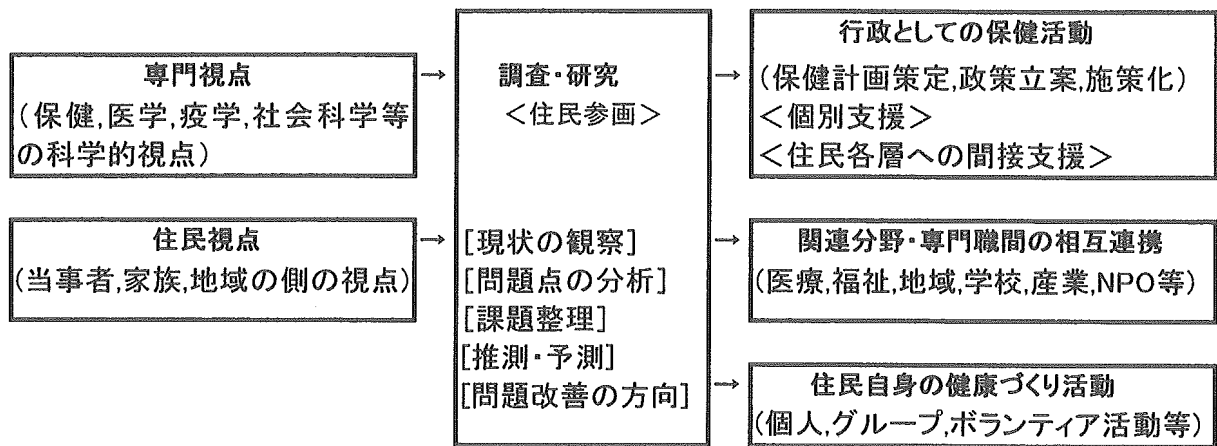 専門視点
(保健,医学,疫学,社会科学等
の科学的視点)
住民視点
(当事者,家族,地域の側の視点)
→
→
調査・研究
<住民参画>
[現状の観察]
[問題点の分析]
[課題整理]
[推測・予測]
[問題改善の方向]
→
→
→
行政としての保健活動
(保健計画策定,政策立案,施策化)
<個別支援>
<住民各層への間接支援>
関連分野・専門職間の相互連携
(医療,福祉,地域,学校,産業,NPO等)
住民自身の健康づくり活動
(個人,グループ,ボランティア活動等)